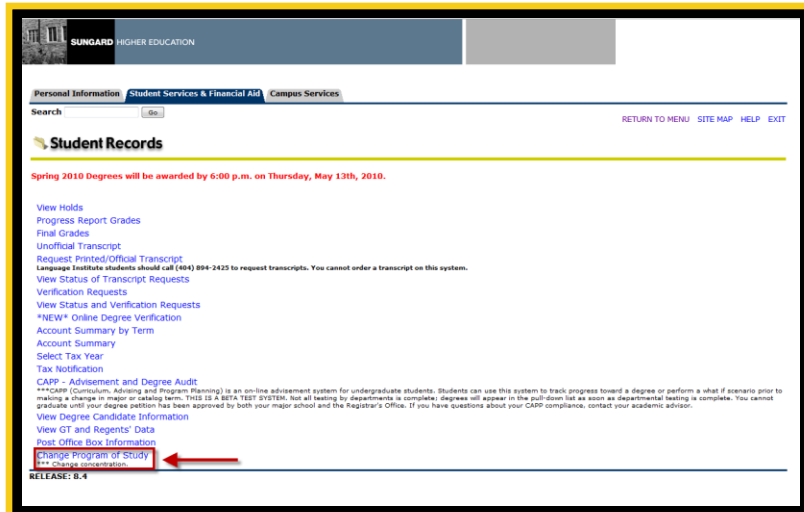 SUNGARD HIGHER EDUCATION
Personal Information Student Services & Financial Aid Campus Services
Search Go
RETURN TO MENU SITE MAP HELP EXIT
Student Records
Spring 2010 Degrees will be awarded by 6:00 p.m. on Thursday, May 13th, 2010.
View Holds
Progress Report Grades
Final Grades
Unofficial Transcript
Request Printed/Official Transcript
Language Institute students should call (404) 894-2425 to request transcripts. You cannot order a transcript on this system.
View Status of Transcript Requests
Verification Requests
View Status and Verification Requests
*NEW* Online Degree Verification
Account Summary by Term
Account Summary
Select Tax Year
Tax Notification
CAPP - Advisement and Degree Audit
***CAPP (Curriculum, Advising and Program Planning) is an on-line advisement system for undergraduate students. Students can use this system to track progress toward a degree or perform a what if scenario prior to
making a change in major or catalog term. THIS IS A BETA TEST SYSTEM. Not all testing by departments is complete; degrees will appear in the pull-down list as soon as departmental testing is complete. You cannot
graduate until your degree petition has been approved by both your major school and the Registrar's Office. If you have questions about your CAPP compliance, contact your academic advisor.
View Degree Candidate Information
View GT and Regents' Data
Post Office Box Information
Change Program of Study
*** Change concentration.
RELEASE: 8.4